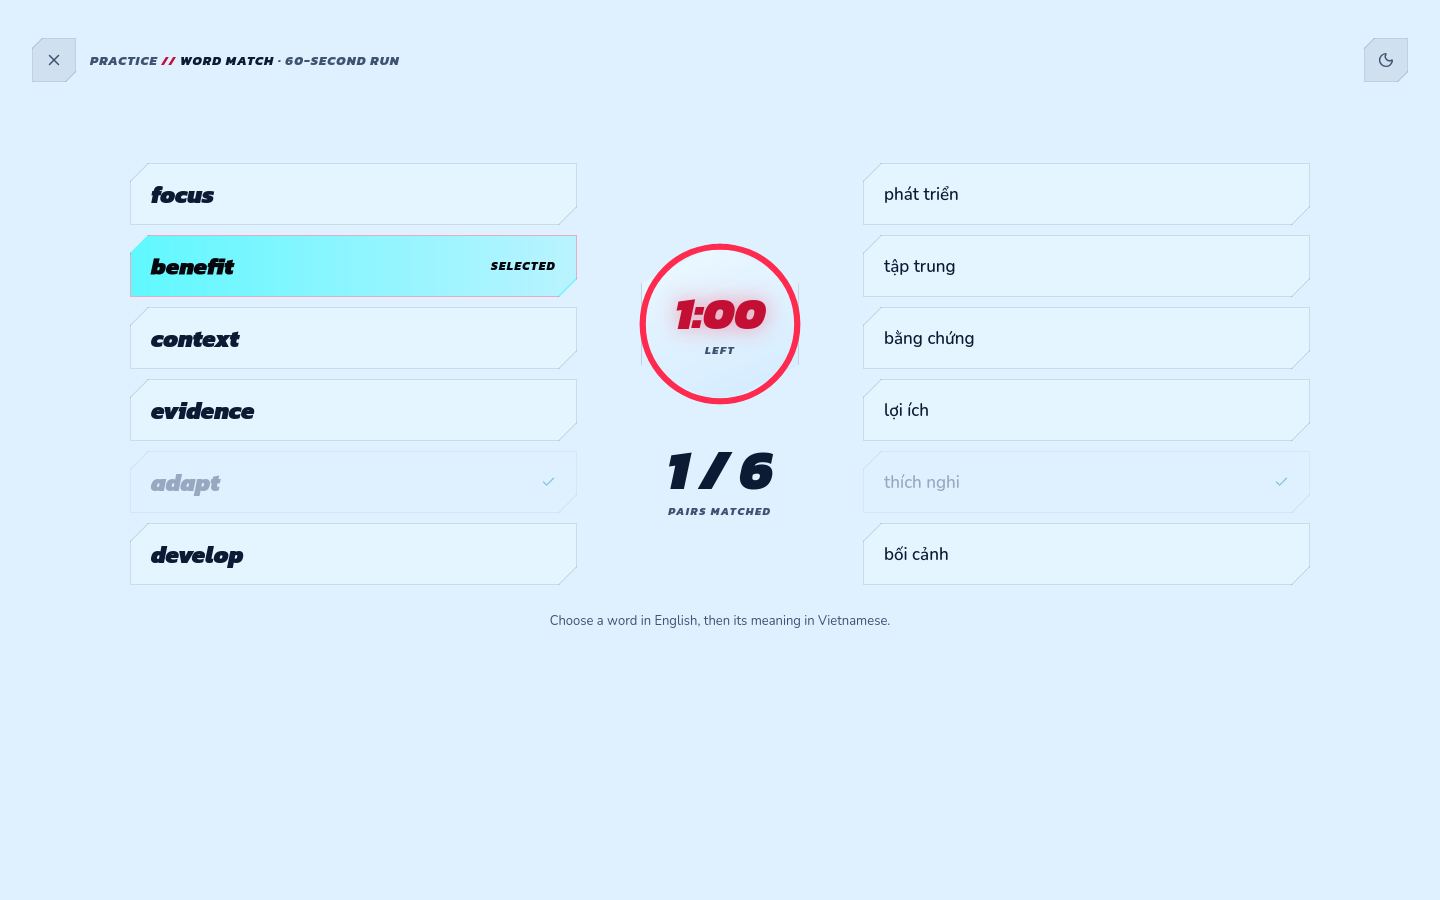 PRACTICE // WORD MATCH · 60-SECOND RUN
focus
benefit
SELECTED
context
evidence
adapt
develop
1:00
LEFT
1 / 6
PAIRS MATCHED
phát triển
tập trung
bằng chứng
lợi ích
thích nghi
bối cảnh
Choose a word in English, then its meaning in Vietnamese.